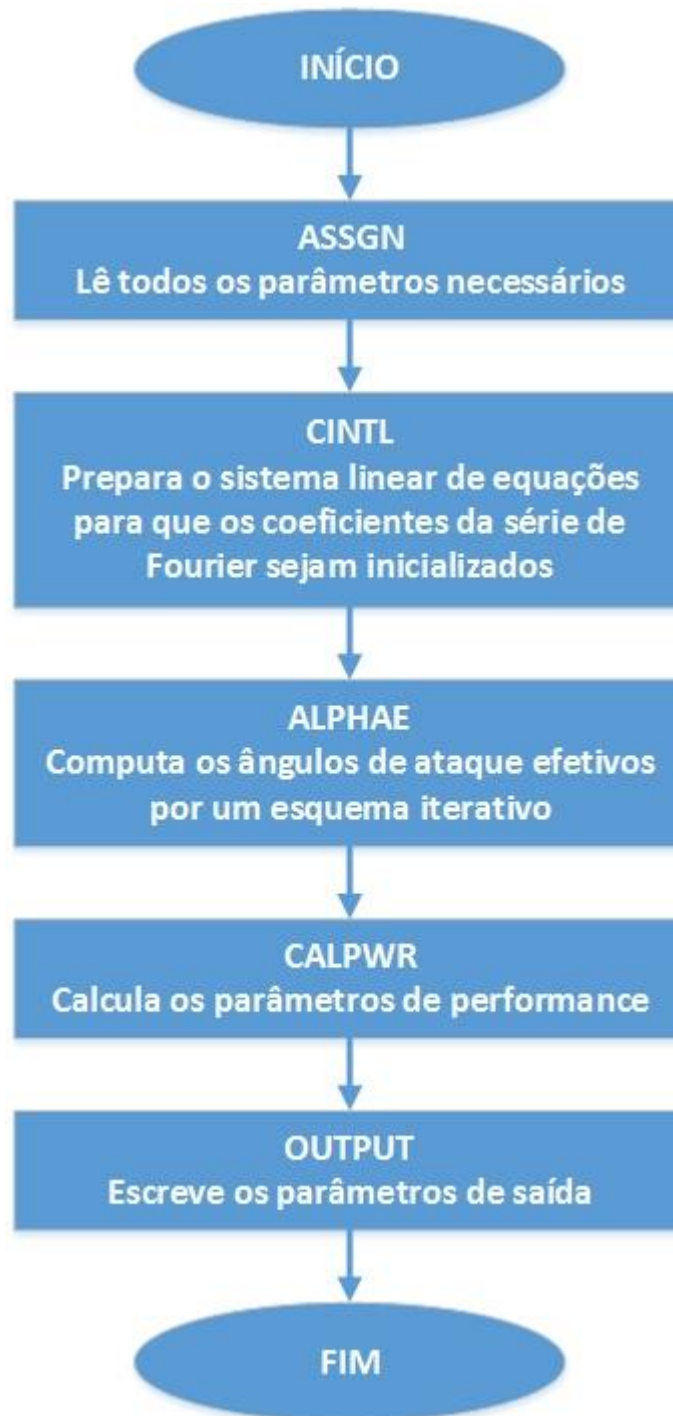 INÍCIO
ASSGN
Lê todos os parâmetros necessários
CINTL
Prepara o sistema linear de equações
para que os coeficientes da série de
Fourier sejam inicializados
ALPHAE
Computa os ângulos de ataque efetivos
por um esquema iterativo
CALPWR
Calcula os parâmetros de performance
OUTPUT
Escreve os parâmetros de saída
FIM